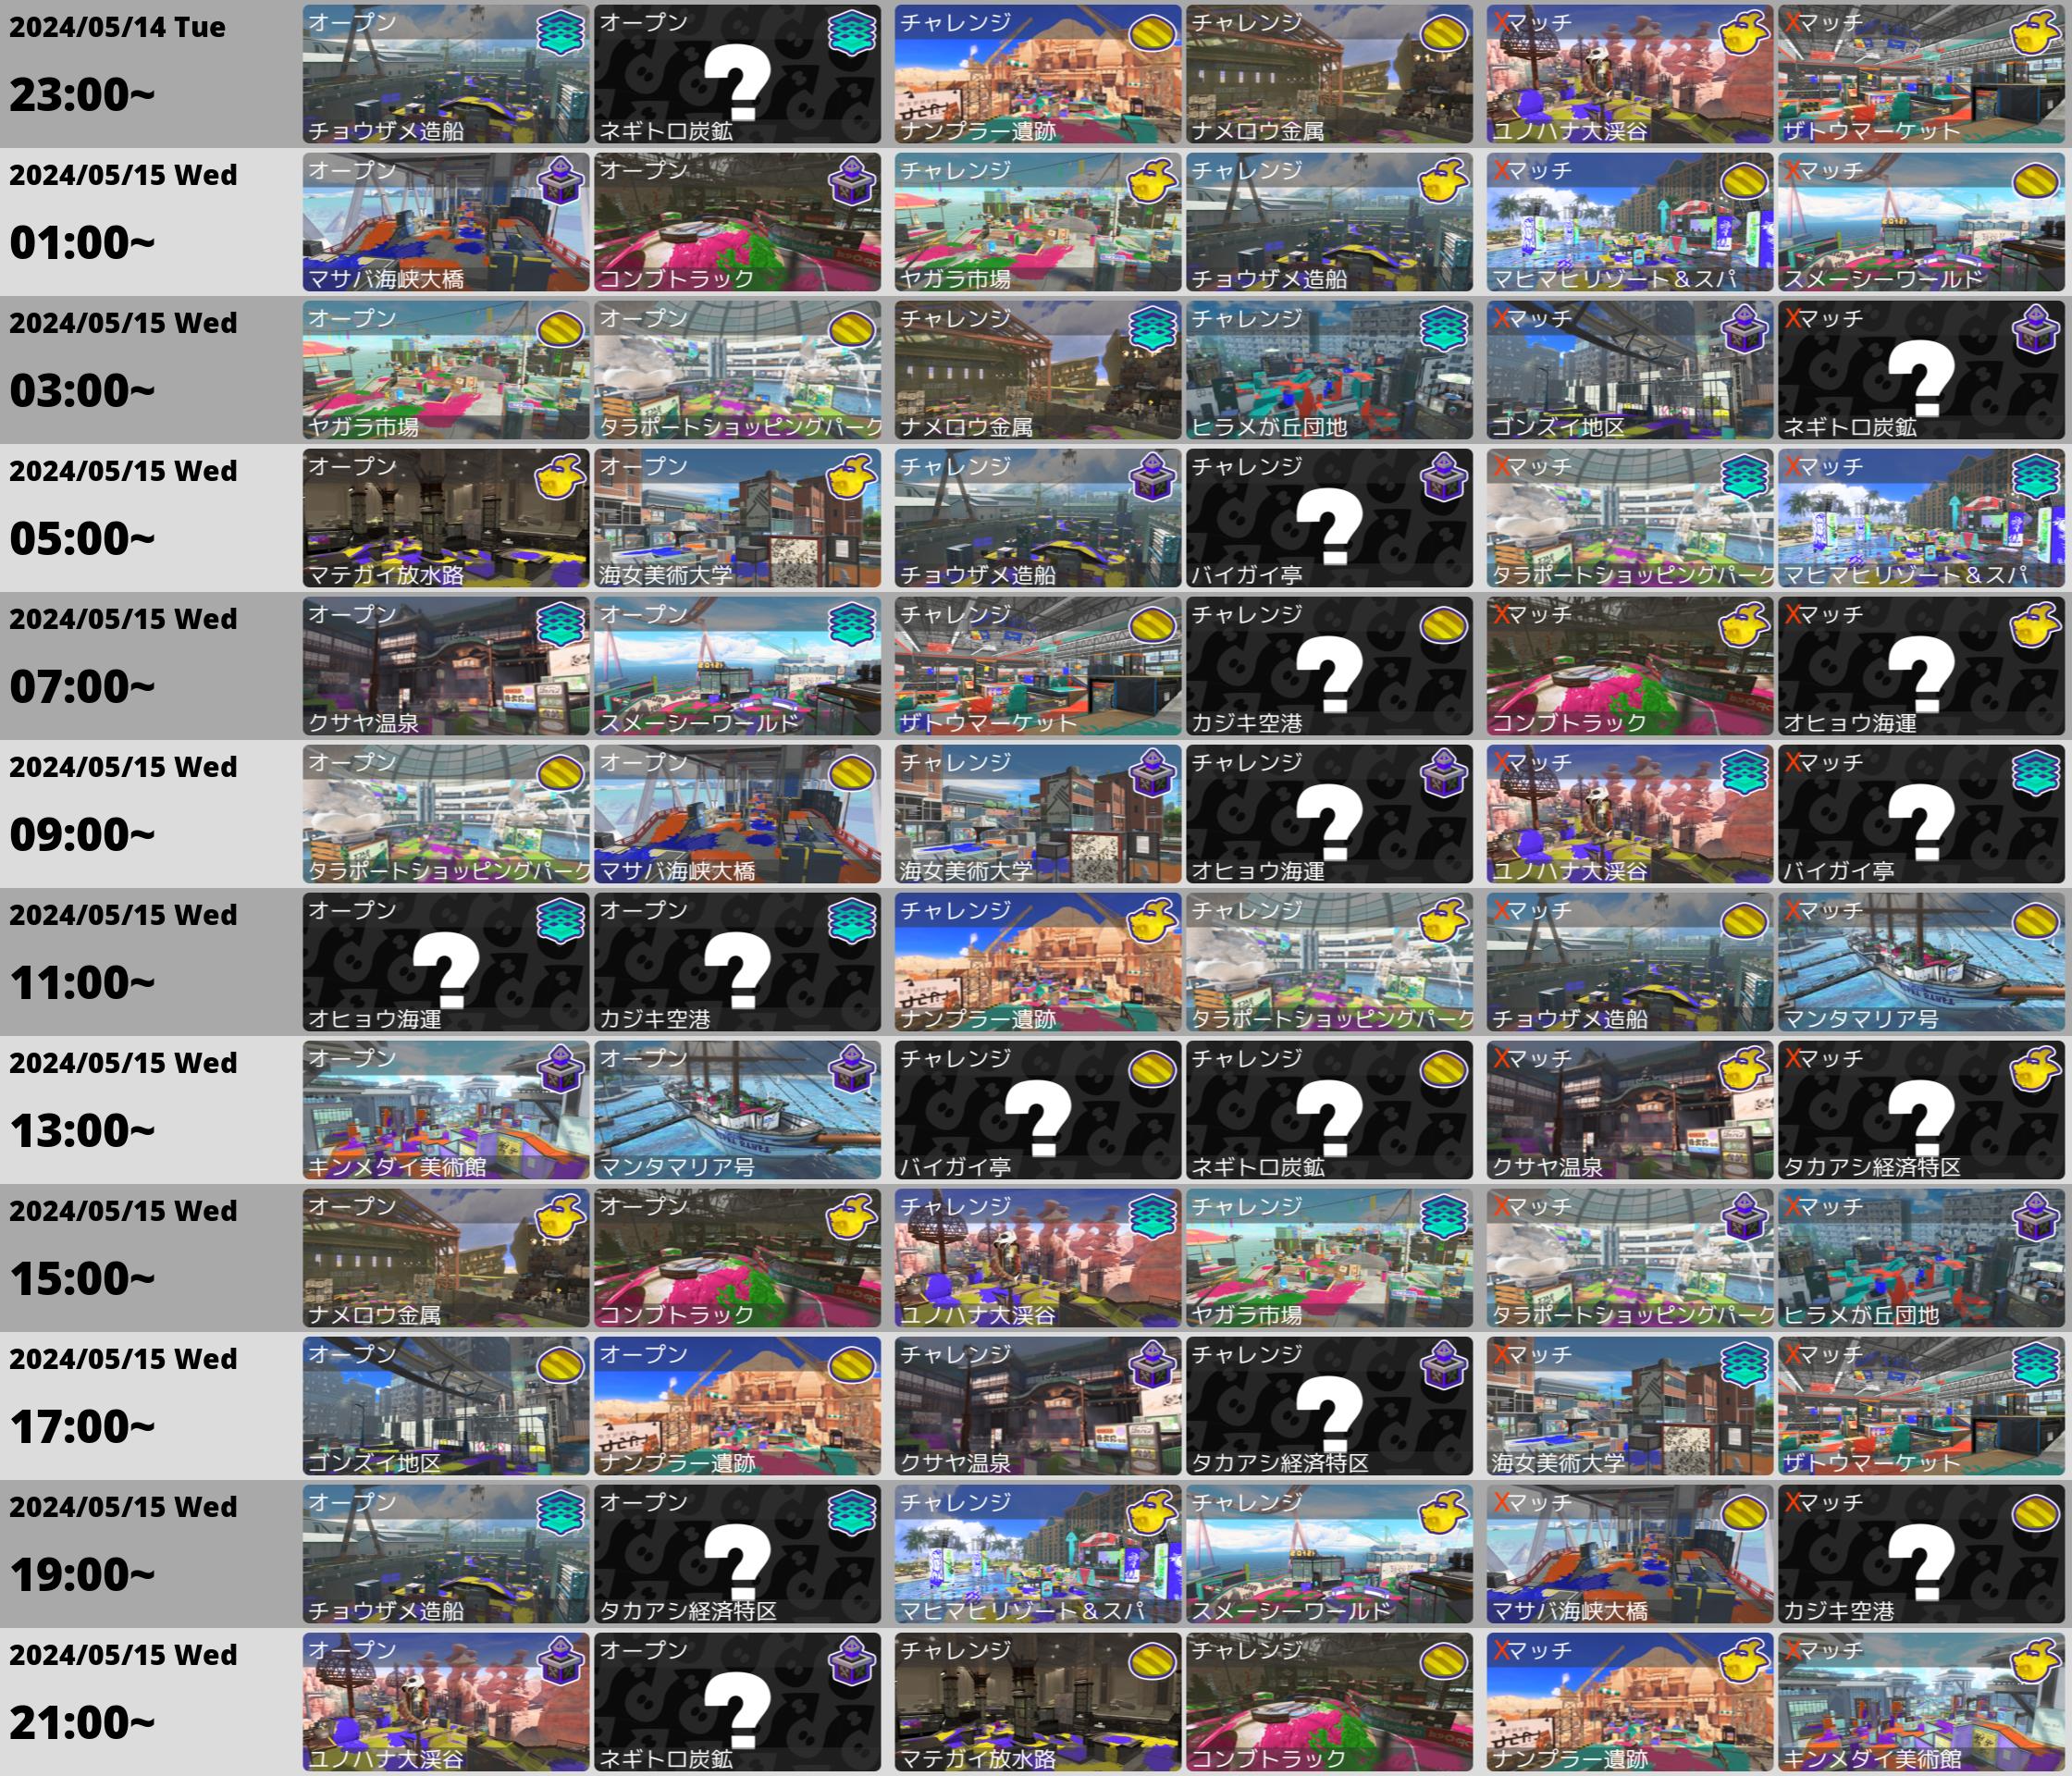 2024/05/14 Tue
23:00~
オープン
チョウザメ造船
オープン
ネギトロ炭鉱
チャレンジ
ナンプラー遺跡
チャレンジ
ナメロウ金属
Xマッチ
ユノハナ大渓谷
Xマッチ
ザトウマーケット
2024/05/15 Wed
01:00~
オープン
マサバ海峡大橋
オープン
コンブトラック
チャレンジ
ヤガラ市場
チャレンジ
チョウザメ造船
Xマッチ
マヒマヒリゾート＆スパ
Xマッチ
スメーシーワールド
2024/05/15 Wed
03:00~
オープン
ヤガラ市場
オープン
タラポートショッピングパーク
チャレンジ
ナメロウ金属
チャレンジ
ヒラメが丘団地
Xマッチ
ゴンズイ地区
Xマッチ
ネギトロ炭鉱
2024/05/15 Wed
05:00~
オープン
マテガイ放水路
オープン
海女美術大学
チャレンジ
チョウザメ造船
チャレンジ
バイガイ亭
Xマッチ
タラポートショッピングパーク
Xマッチ
マヒマヒリゾート＆スパ
2024/05/15 Wed
07:00~
オープン
クサヤ温泉
オープン
スメーシーワールド
チャレンジ
ザトウマーケット
チャレンジ
カジキ空港
Xマッチ
コンブトラック
Xマッチ
オヒョウ海運
2024/05/15 Wed
09:00~
オープン
タラポートショッピングパーク
オープン
マサバ海峡大橋
チャレンジ
海女美術大学
チャレンジ
オヒョウ海運
Xマッチ
ユノハナ大渓谷
Xマッチ
バイガイ亭
2024/05/15 Wed
11:00~
オープン
オヒョウ海運
オープン
カジキ空港
チャレンジ
ナンプラー遺跡
チャレンジ
タラポートショッピングパーク
Xマッチ
チョウザメ造船
Xマッチ
マンタマリア号
2024/05/15 Wed
13:00~
オープン
キンメダイ美術館
オープン
マンタマリア号
チャレンジ
バイガイ亭
チャレンジ
ネギトロ炭鉱
Xマッチ
クサヤ温泉
Xマッチ
タカアシ経済特区
2024/05/15 Wed
15:00~
オープン
ナメロウ金属
オープン
コンブトラック
チャレンジ
ユノハナ大渓谷
チャレンジ
ヤガラ市場
Xマッチ
タラポートショッピングパーク
Xマッチ
ヒラメが丘団地
2024/05/15 Wed
17:00~
オープン
ゴンズイ地区
オープン
ナンプラー遺跡
チャレンジ
クサヤ温泉
チャレンジ
タカアシ経済特区
Xマッチ
海女美術大学
Xマッチ
ザトウマーケット
2024/05/15 Wed
19:00~
オープン
チョウザメ造船
オープン
タカアシ経済特区
チャレンジ
マヒマヒリゾート＆スパ
チャレンジ
スメーシーワールド
Xマッチ
マサバ海峡大橋
Xマッチ
カジキ空港
2024/05/15 Wed
21:00~
オープン
ユノハナ大渓谷
オープン
ネギトロ炭鉱
チャレンジ
マテガイ放水路
チャレンジ
コンブトラック
Xマッチ
ナンプラー遺跡
Xマッチ
キンメダイ美術館